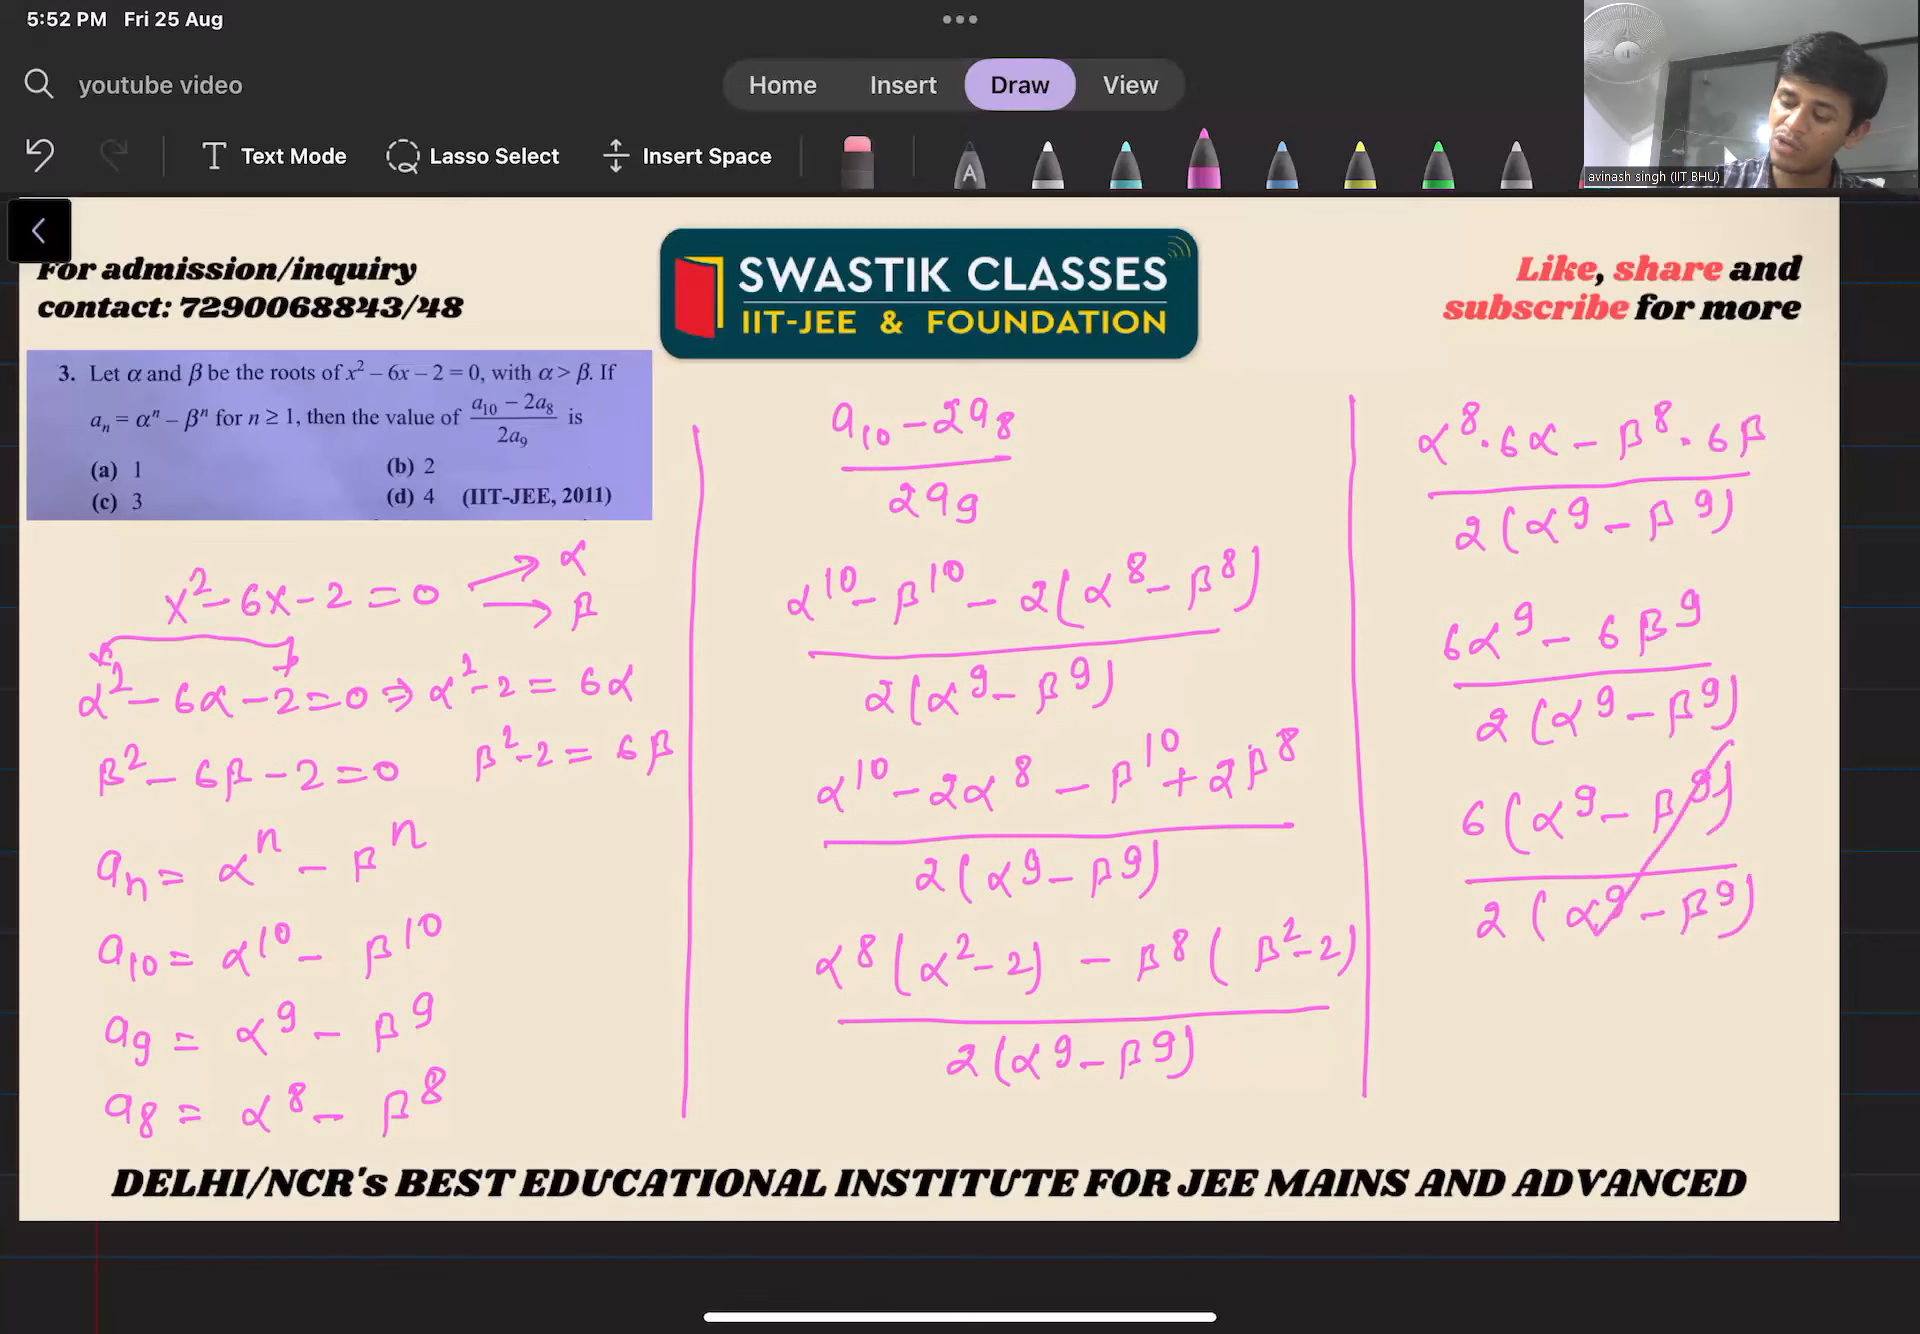 5:52 PM Fri 25 Aug
youtube video
Home Insert Draw View
Text Mode Lasso Select Insert Space
A
avinash singh (IIT BHU)
For admission/inquiry
contact: 7290068843/48
SWASTIK CLASSES
IIT-JEE & FOUNDATION
Like, share and
subscribe for more
3. Let α and β be the roots of x² – 6x – 2 = 0, with α > β. If
aₙ = αⁿ – βⁿ for n ≥ 1, then the value of (a₁₀ – 2a₈)/(2a₉) is
(a) 1 (b) 2
(c) 3 (d) 4 (IIT-JEE, 2011)
x² – 6x – 2 = 0 → α
→ β
α² – 6α – 2 = 0 ⇒ α² – 2 = 6α
β² – 6β – 2 = 0 β² – 2 = 6β
aₙ = αⁿ – βⁿ
a₁₀ = α¹⁰ – β¹⁰
a₉ = α⁹ – β⁹
a₈ = α⁸ – β⁸
a₁₀ – 2a₈
2a₉
α¹⁰ – β¹⁰ – 2(α⁸ – β⁸)
2(α⁹ – β⁹)
α¹⁰ – 2α⁸ – β¹⁰ + 2β⁸
2(α⁹ – β⁹)
α⁸(α² – 2) – β⁸(β² – 2)
2(α⁹ – β⁹)
α⁸·6α – β⁸·6β
2(α⁹ – β⁹)
6α⁹ – 6β⁹
2(α⁹ – β⁹)
6(α⁹ – β⁹)
2(α⁹ – β⁹)
DELHI/NCR's BEST EDUCATIONAL INSTITUTE FOR JEE MAINS AND ADVANCED